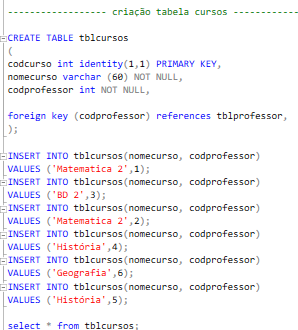 ------------------ criação tabela cursos ------------
CREATE TABLE tblcursos
(
codcurso int identity(1,1) PRIMARY KEY,
nomecurso varchar (60) NOT NULL,
codprofessor int NOT NULL,
foreign key (codprofessor) references tblprofessor,
);
INSERT INTO tblcursos(nomecurso, codprofessor)
VALUES ('Matematica 2',1);
INSERT INTO tblcursos(nomecurso, codprofessor)
VALUES ('BD 2',3);
INSERT INTO tblcursos(nomecurso, codprofessor)
VALUES ('Matematica 2',2);
INSERT INTO tblcursos(nomecurso, codprofessor)
VALUES ('História',4);
INSERT INTO tblcursos(nomecurso, codprofessor)
VALUES ('Geografia',6);
INSERT INTO tblcursos(nomecurso, codprofessor)
VALUES ('História',5);
select * from tblcursos;